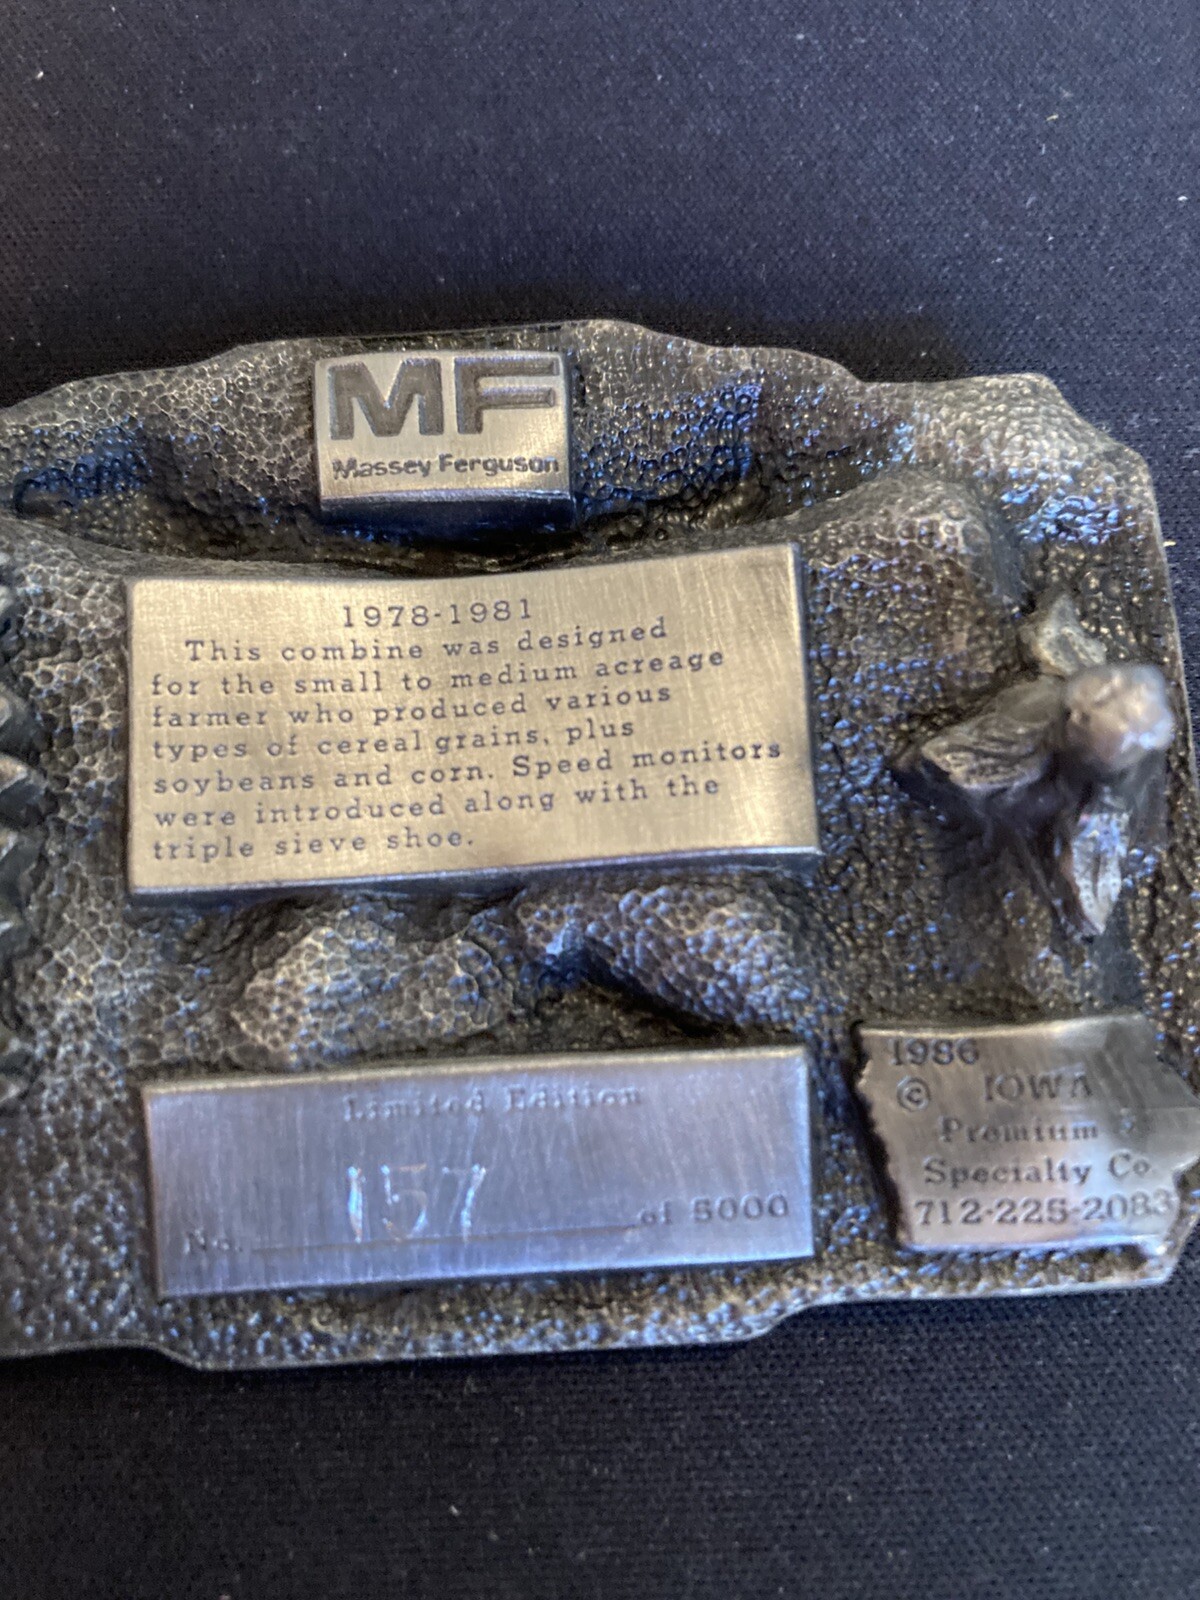 MF
Massey Ferguson
1978-1981
This combine was designed
for the small to medium acreage
farmer who produced various
types of cereal grains, plus
soybeans and corn. Speed monitors
were introduced along with the
triple sieve shoe.
Limited Edition
No. 157 of 5000
1986
© IOWA
Premium &
Specialty Co.
712-225-2083